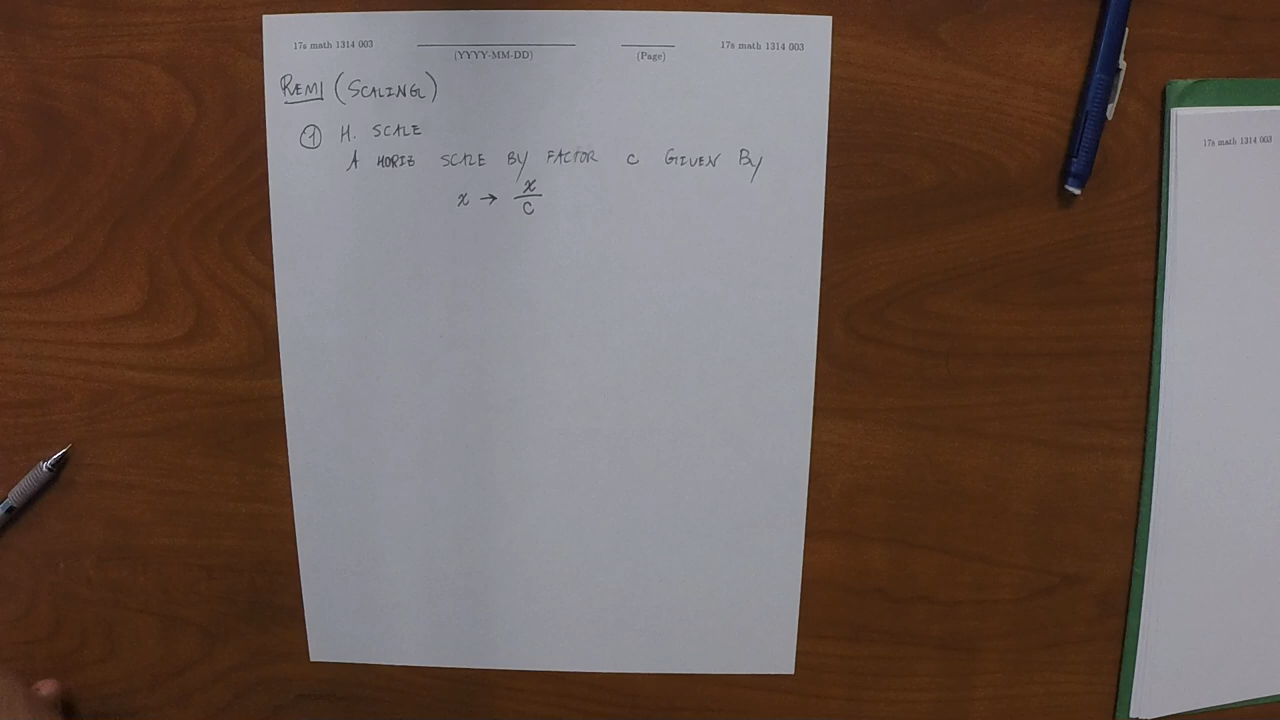 17s math 1314 003 (YYYY-MM-DD) (Page) 17s math 1314 003
REM (SCALING)
① H. SCALE
A HORIZ SCALE BY FACTOR C GIVEN BY
x → x/c
17s math 1314 003